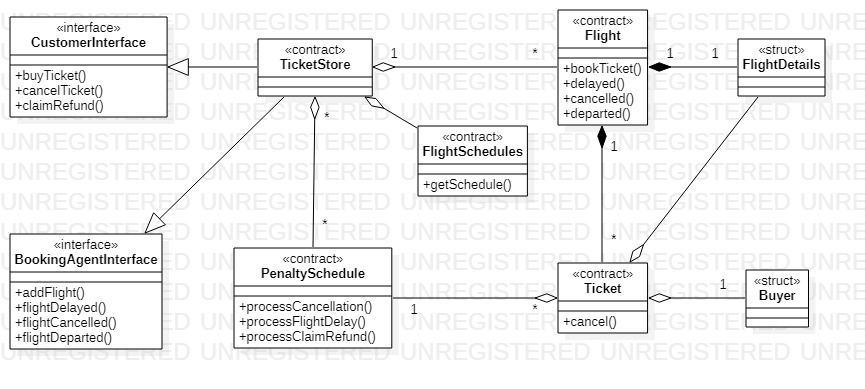 «interface»
CustomerInterface
+buyTicket()
+cancelTicket()
+claimRefund()
«contract»
TicketStore
1
*
*
«contract»
Flight
+bookTicket()
+delayed()
+cancelled()
+departed()
1
1
1
«struct»
FlightDetails
«contract»
FlightSchedules
+getSchedule()
«interface»
BookingAgentInterface
+addFlight()
+flightDelayed()
+flightCancelled()
+flightDeparted()
*
«contract»
PenaltySchedule
+processCancellation()
+processFlightDelay()
+processClaimRefund()
1
*
*
«contract»
Ticket
+cancel()
1
«struct»
Buyer
UNREGISTERED UNREGISTERED UNREGISTERED UNREGISTERED UNRE